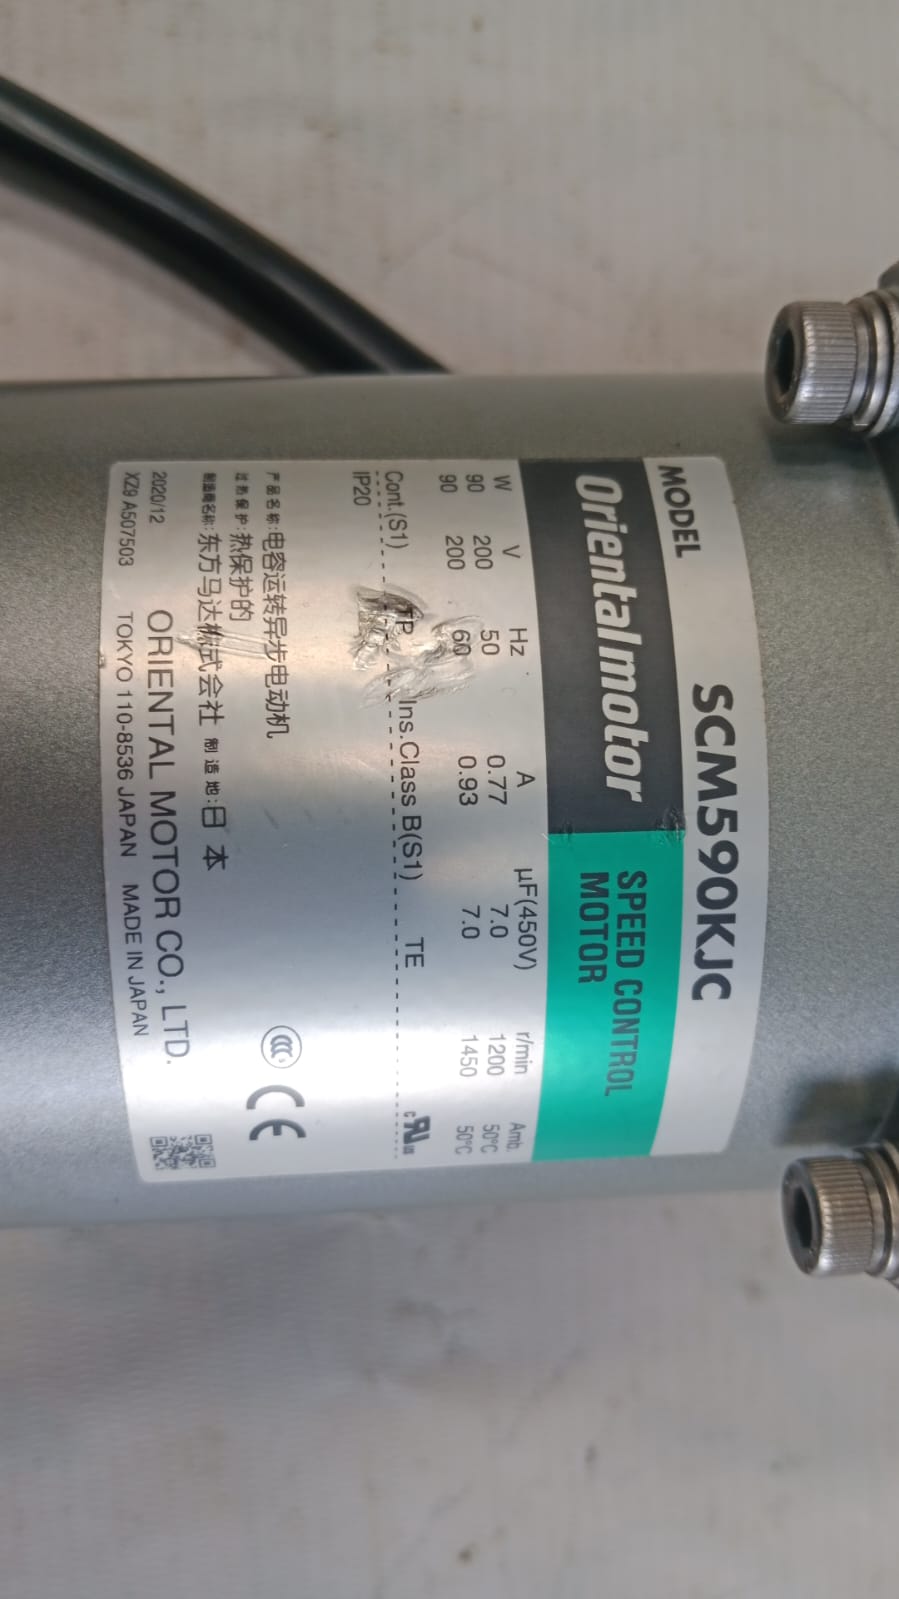 MODEL SCM590KJC
Orientalmotor SPEED CONTROL
MOTOR
W V Hz A μF(450V) r/min Amb.
90 200 50 0.77 7.0 1200 50°C
90 200 60 0.93 7.0 1450 50°C
Cont.(S1) TP Ins.Class B(S1) TE
IP20
产品名称:电容运转异步电动机
过热保护:热保护的
制造商名称:东方马达株式会社 制造地:日本
2020/12 ORIENTAL MOTOR CO., LTD.
XZ9 A507503 TOKYO 110-8536 JAPAN MADE IN JAPAN
CCC CE